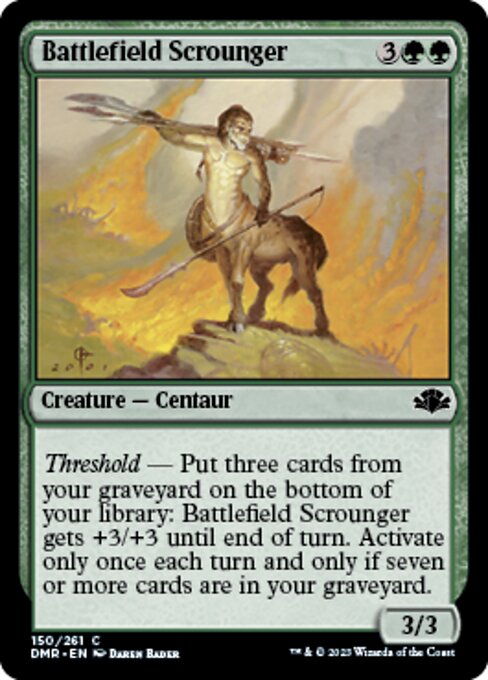 Battlefield Scrounger 3
2001
Creature — Centaur
Threshold — Put three cards from
your graveyard on the bottom of
your library: Battlefield Scrounger
gets +3/+3 until end of turn. Activate
only once each turn and only if seven
or more cards are in your graveyard.
3/3
150/261 C
DMR • EN Daren Bader
™ & © 2023 Wizards of the Coast